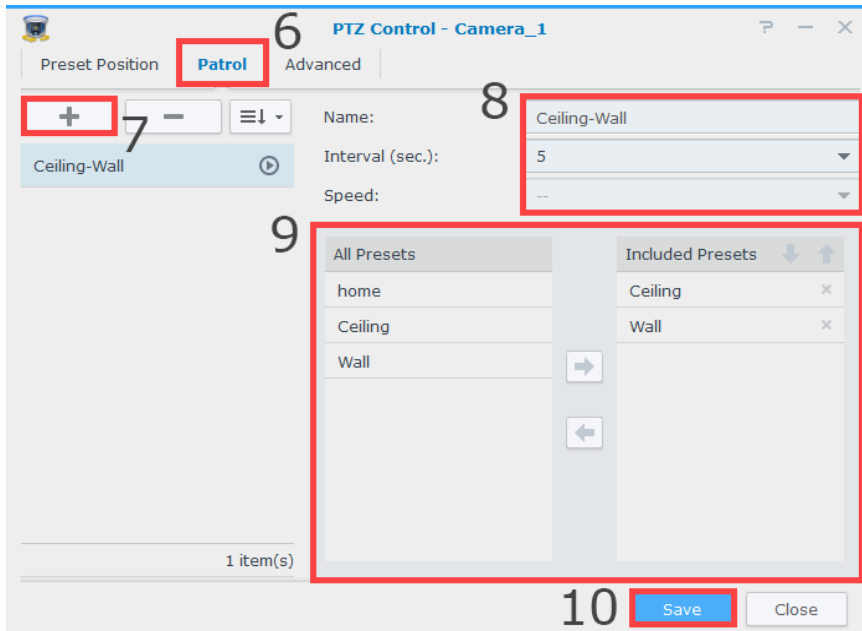 6
PTZ Control - Camera_1
Preset Position Patrol Advanced
7
8
Name: Ceiling-Wall
Interval (sec.): 5
Speed: --
Ceiling-Wall
9
All Presets
home
Ceiling
Wall
Included Presets
Ceiling
Wall
1 item(s)
10
Save Close